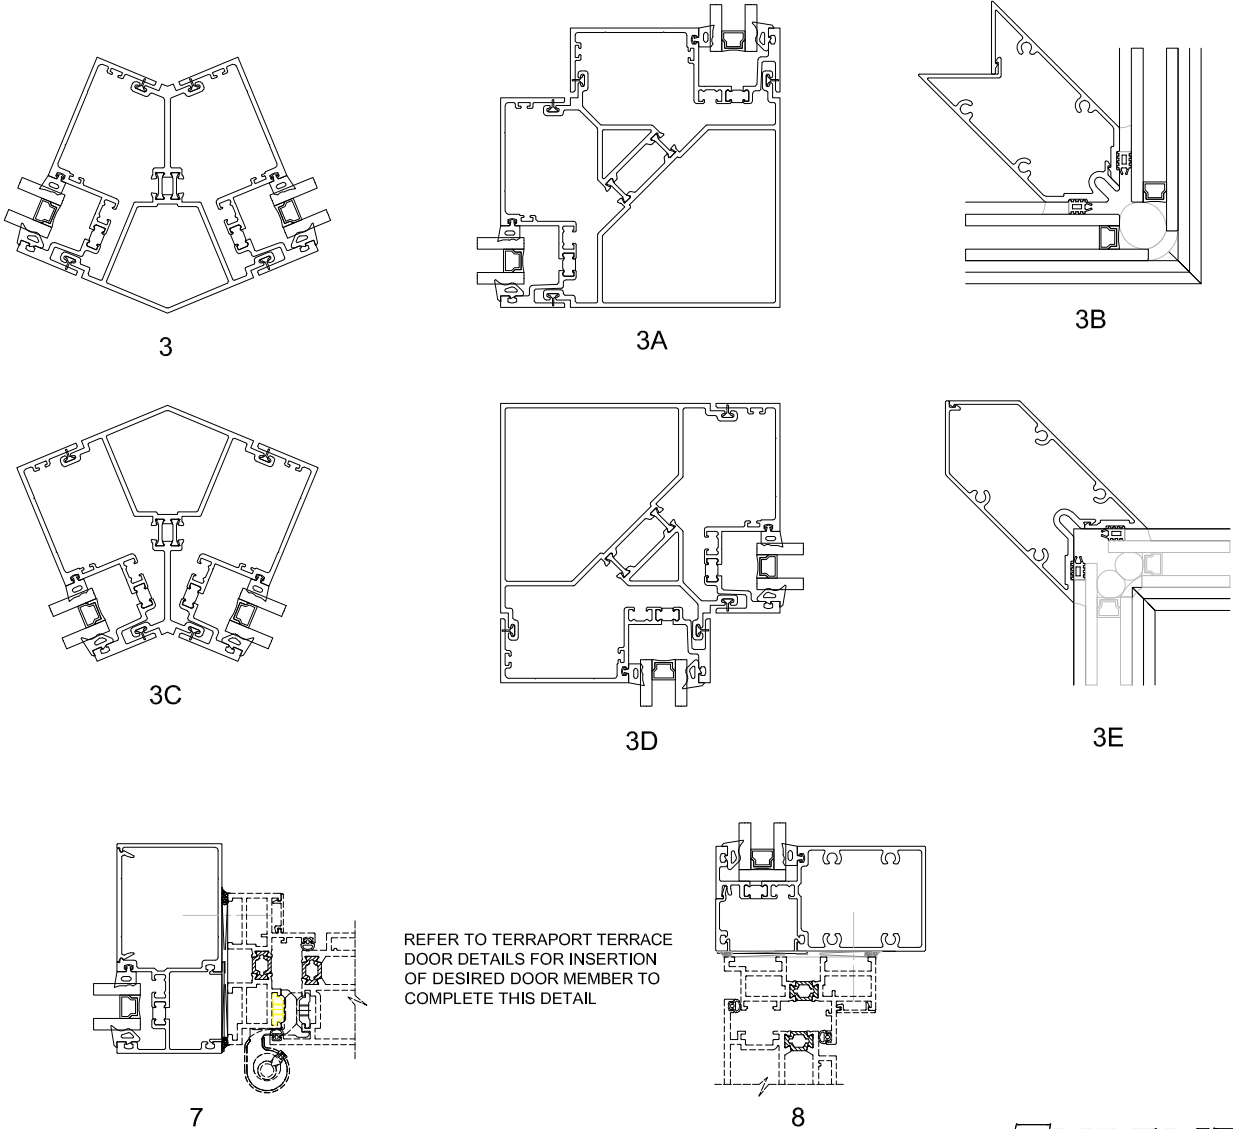 3
3A
3B
3C
3D
3E
REFER TO TERRAPORT TERRACE
DOOR DETAILS FOR INSERTION
OF DESIRED DOOR MEMBER TO
COMPLETE THIS DETAIL
7
8